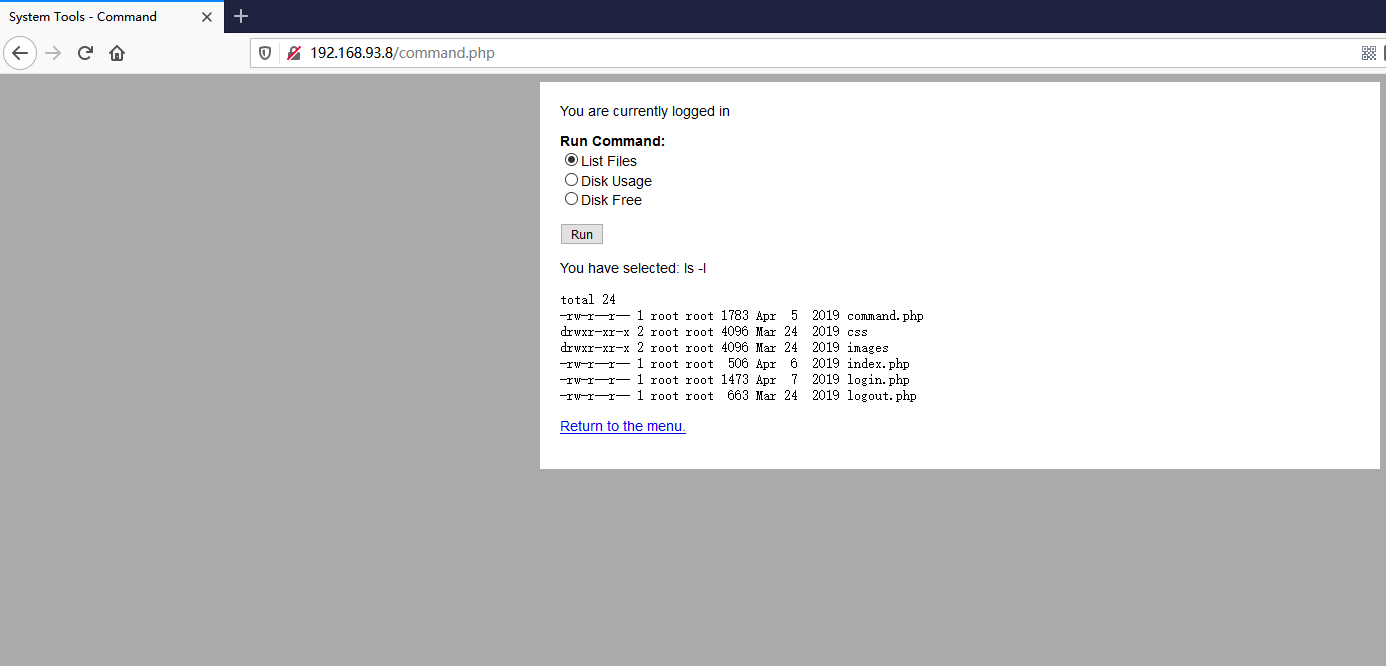 System Tools - Command
192.168.93.8/command.php
You are currently logged in
Run Command:
List Files
Disk Usage
Disk Free
Run
You have selected: ls -l
total 24
-rw-r--r-- 1 root root 1783 Apr  5  2019 command.php
drwxr-xr-x 2 root root 4096 Mar 24  2019 css
drwxr-xr-x 2 root root 4096 Mar 24  2019 images
-rw-r--r-- 1 root root  506 Apr  6  2019 index.php
-rw-r--r-- 1 root root 1473 Apr  7  2019 login.php
-rw-r--r-- 1 root root  663 Mar 24  2019 logout.php
Return to the menu.